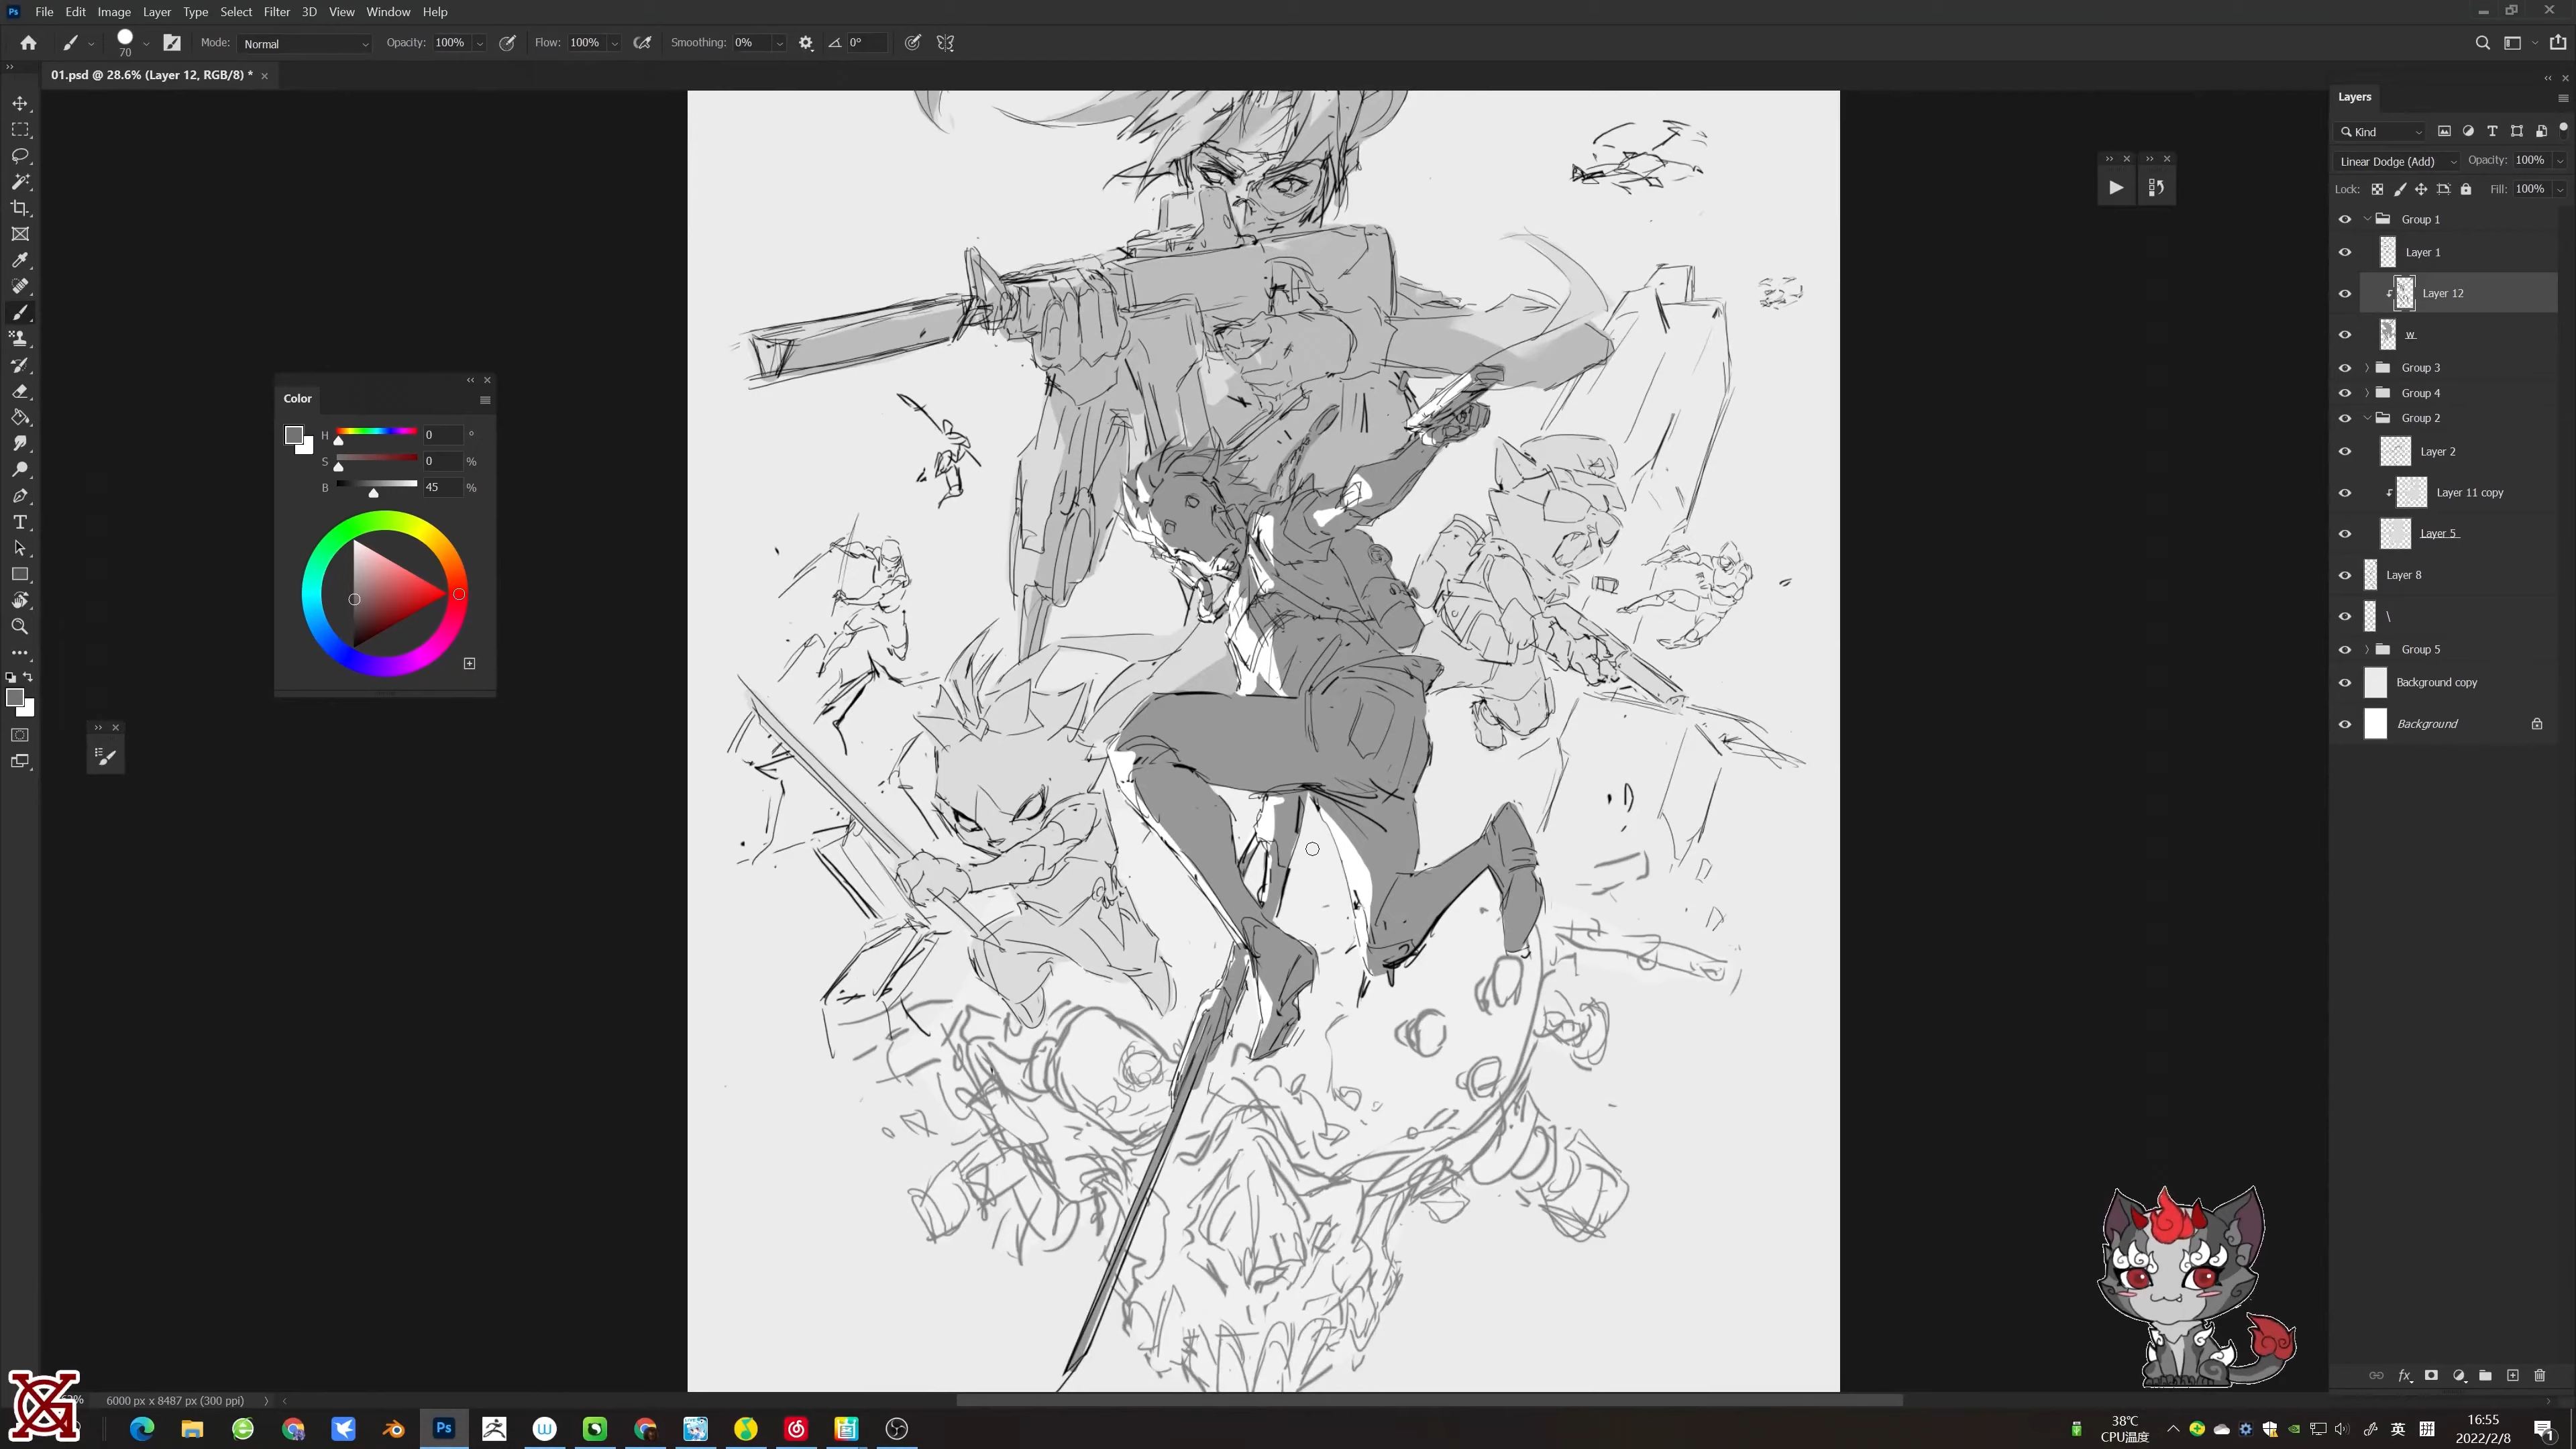 Ps File Edit Image Layer Type Select Filter 3D View Window Help
70 Mode: Normal Opacity: 100% Flow: 100% Smoothing: 0% 0°
01.psd @ 28.6% (Layer 12, RGB/8) *
Color
H 0 °
S 0 %
B 45 %
Layers
Kind
Linear Dodge (Add) Opacity: 100%
Lock: Fill: 100%
Group 1
Layer 1
Layer 12
w
Group 3
Group 4
Group 2
Layer 2
Layer 11 copy
Layer 5
Layer 8
\
Group 5
Background copy
Background
6000 px x 8487 px (300 ppi)
38℃
CPU温度
英
拼
16:55
2022/2/8
1